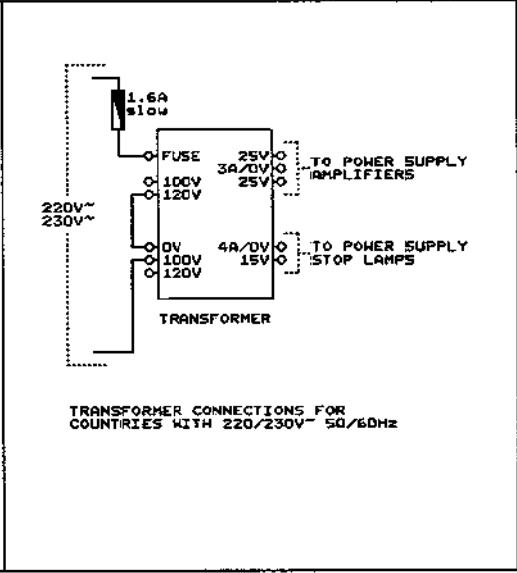 1.6A
slow
FUSE
25V
3A/0V
TO POWER SUPPLY
AMPLIFIERS
100V
25V
120V
220V~
230V~
0V
4A/0V
TO POWER SUPPLY
100V
15V
STOP LAMPS
120V
TRANSFORMER
TRANSFORMER CONNECTIONS FOR
COUNTRIES WITH 220/230V~ 50/60Hz